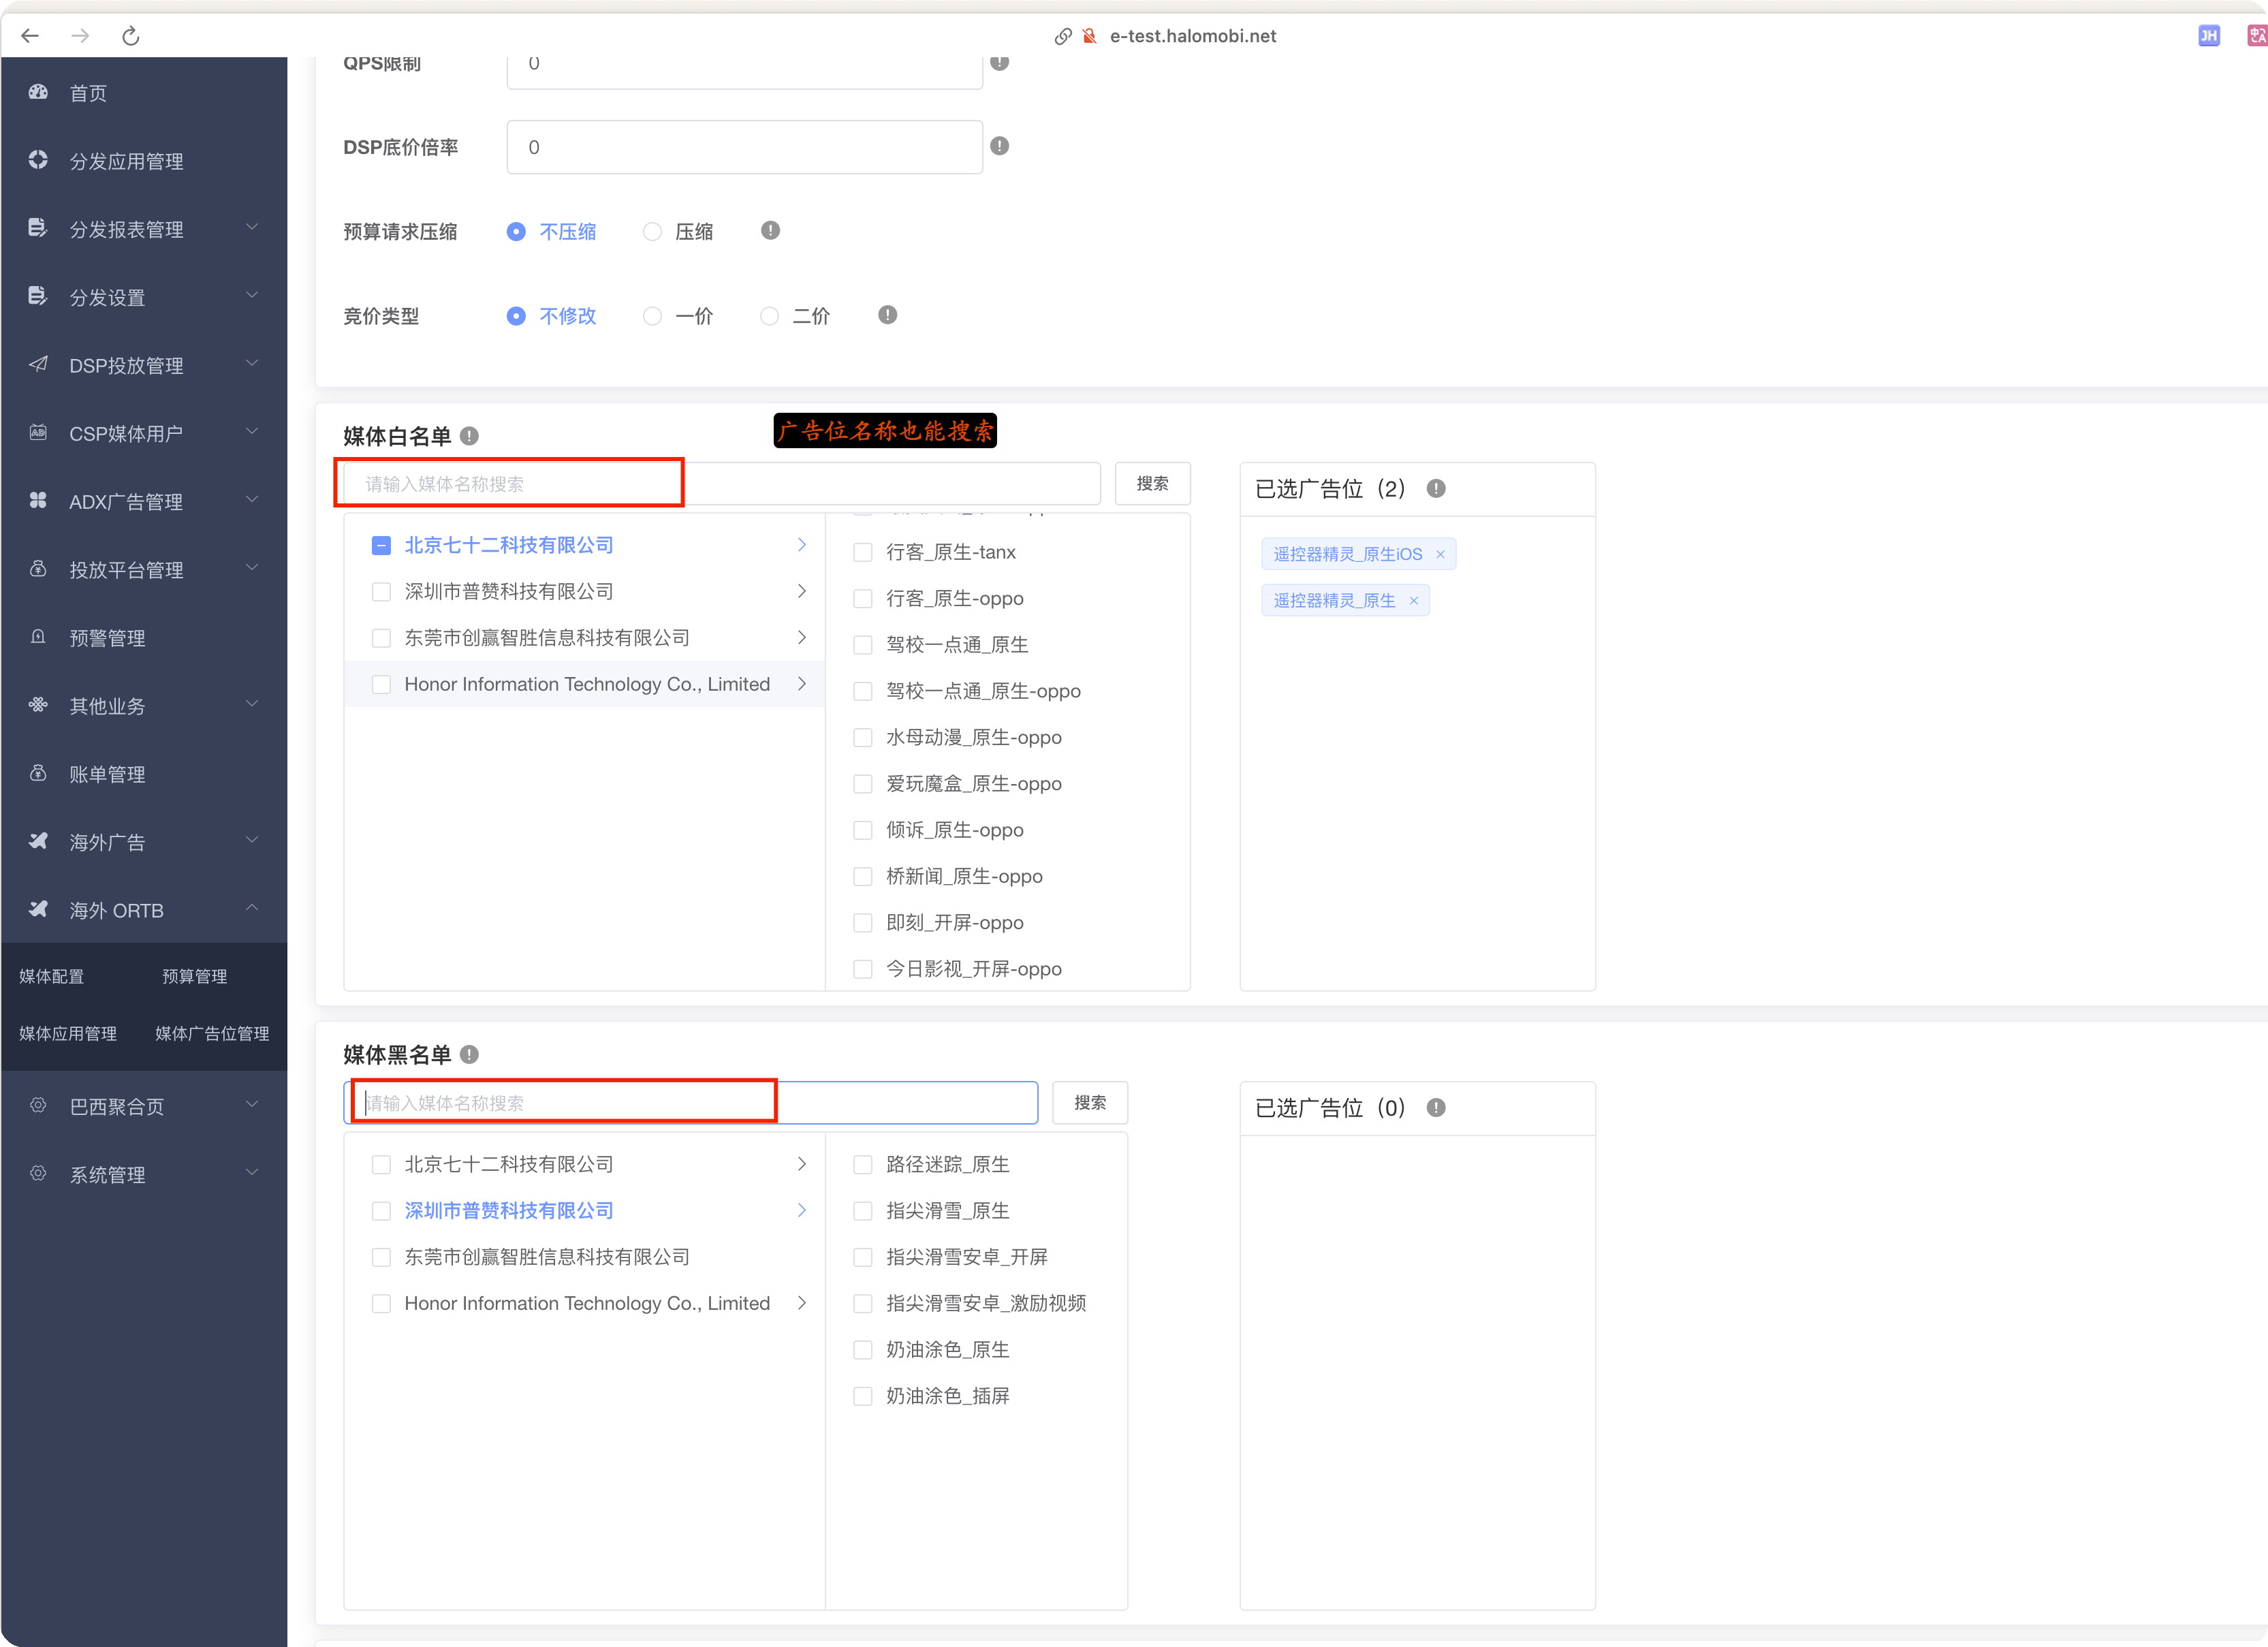 e-test.halomobi.net
JH
首页
分发应用管理
分发报表管理
分发设置
DSP投放管理
CSP媒体用户
ADX广告管理
投放平台管理
预警管理
其他业务
账单管理
海外广告
海外 ORTB
媒体配置
预算管理
媒体应用管理
媒体广告位管理
巴西聚合页
系统管理
QPS限制
0
DSP底价倍率
0
预算请求压缩
不压缩
压缩
竞价类型
不修改
一价
二价
媒体白名单
广告位名称也能搜索
请输入媒体名称搜索
搜索
北京七十二科技有限公司
深圳市普赞科技有限公司
东莞市创赢智胜信息科技有限公司
Honor Information Technology Co., Limited
行客_原生-tanx
行客_原生-oppo
驾校一点通_原生
驾校一点通_原生-oppo
水母动漫_原生-oppo
爱玩魔盒_原生-oppo
倾诉_原生-oppo
桥新闻_原生-oppo
即刻_开屏-oppo
今日影视_开屏-oppo
已选广告位（2）
遥控器精灵_原生iOS
遥控器精灵_原生
媒体黑名单
请输入媒体名称搜索
搜索
北京七十二科技有限公司
深圳市普赞科技有限公司
东莞市创赢智胜信息科技有限公司
Honor Information Technology Co., Limited
路径迷踪_原生
指尖滑雪_原生
指尖滑雪安卓_开屏
指尖滑雪安卓_激励视频
奶油涂色_原生
奶油涂色_插屏
已选广告位（0）